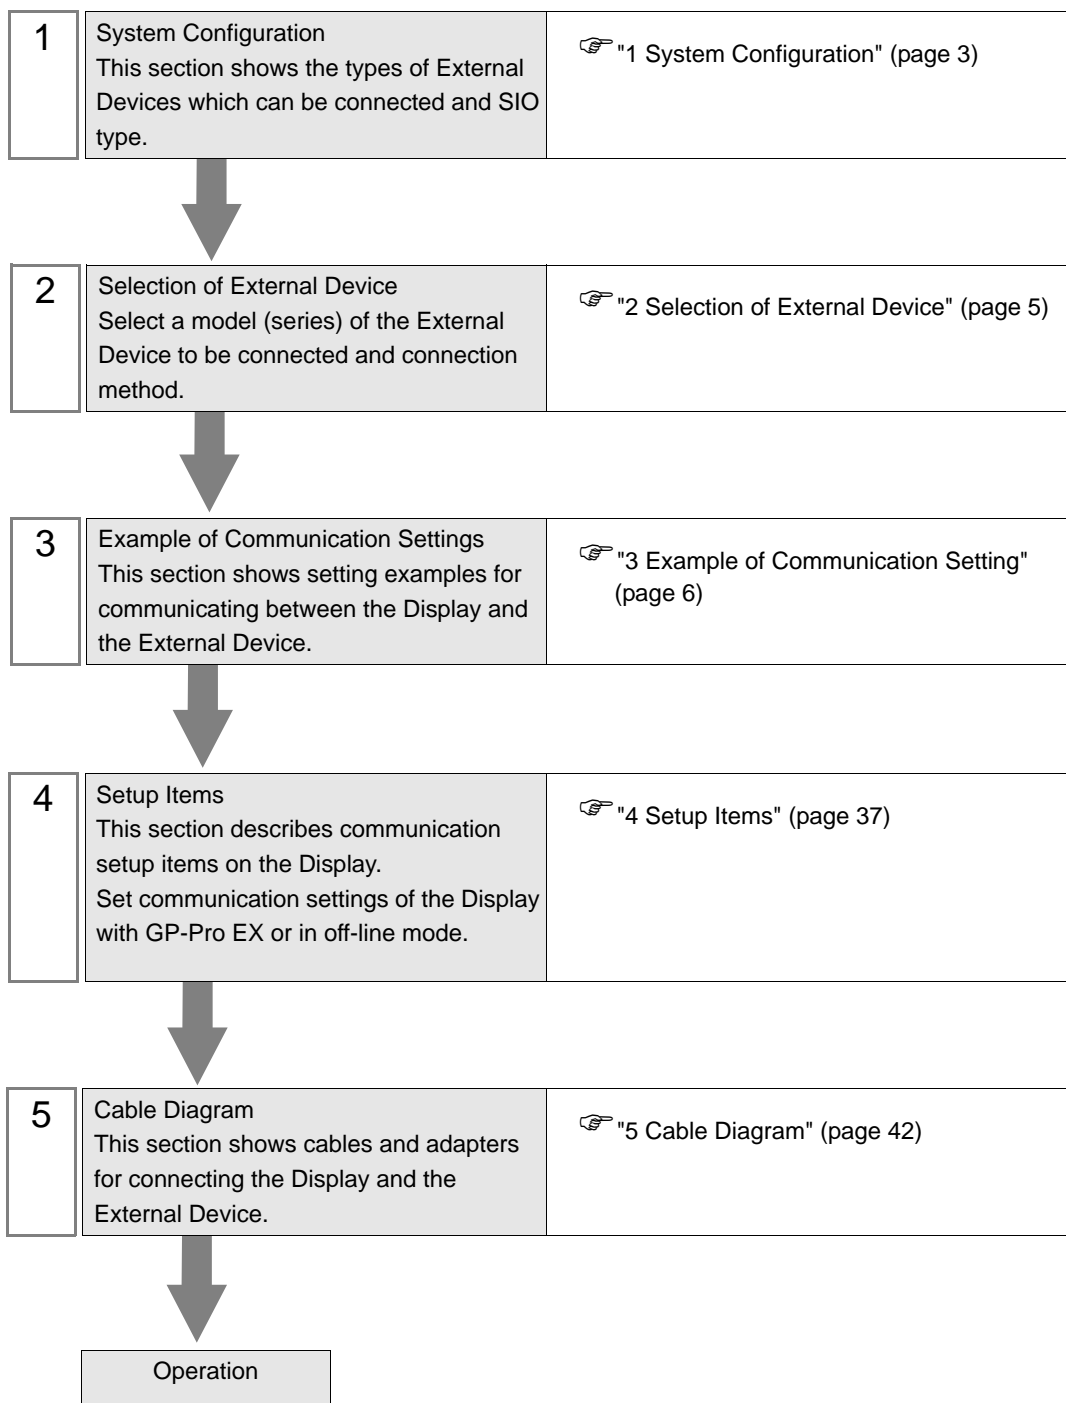 1
System Configuration
This section shows the types of External
Devices which can be connected and SIO
type.
"1 System Configuration" (page 3)
2
Selection of External Device
Select a model (series) of the External
Device to be connected and connection
method.
"2 Selection of External Device" (page 5)
3
Example of Communication Settings
This section shows setting examples for
communicating between the Display and
the External Device.
"3 Example of Communication Setting"
(page 6)
4
Setup Items
This section describes communication
setup items on the Display.
Set communication settings of the Display
with GP-Pro EX or in off-line mode.
"4 Setup Items" (page 37)
5
Cable Diagram
This section shows cables and adapters
for connecting the Display and the
External Device.
"5 Cable Diagram" (page 42)
Operation